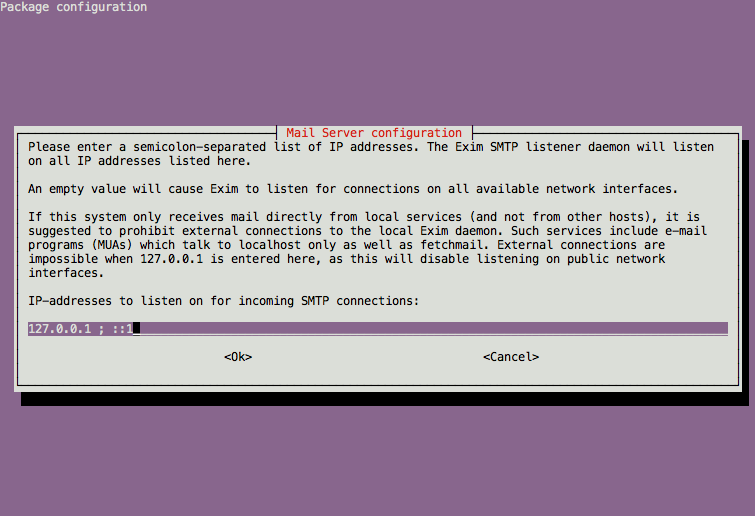 Package configuration
Mail Server configuration
Please enter a semicolon-separated list of IP addresses. The Exim SMTP listener daemon will listen
on all IP addresses listed here.
An empty value will cause Exim to listen for connections on all available network interfaces.
If this system only receives mail directly from local services (and not from other hosts), it is
suggested to prohibit external connections to the local Exim daemon. Such services include e-mail
programs (MUAs) which talk to localhost only as well as fetchmail. External connections are
impossible when 127.0.0.1 is entered here, as this will disable listening on public network
interfaces.
IP-addresses to listen on for incoming SMTP connections:
127.0.0.1 ; ::1
<Ok> <Cancel>